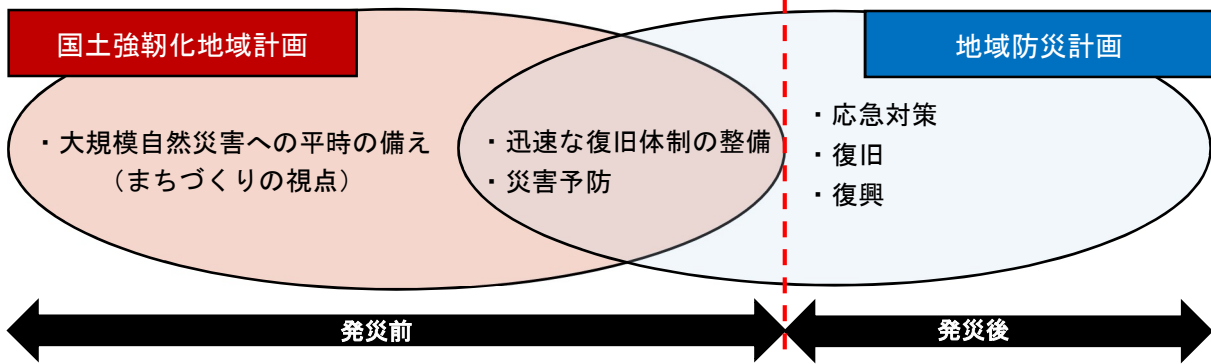 国土強靭化地域計画
地域防災計画
・大規模自然災害への平時の備え
（まちづくりの視点）
・迅速な復旧体制の整備
・災害予防
・応急対策
・復旧
・復興
発災前
発災後